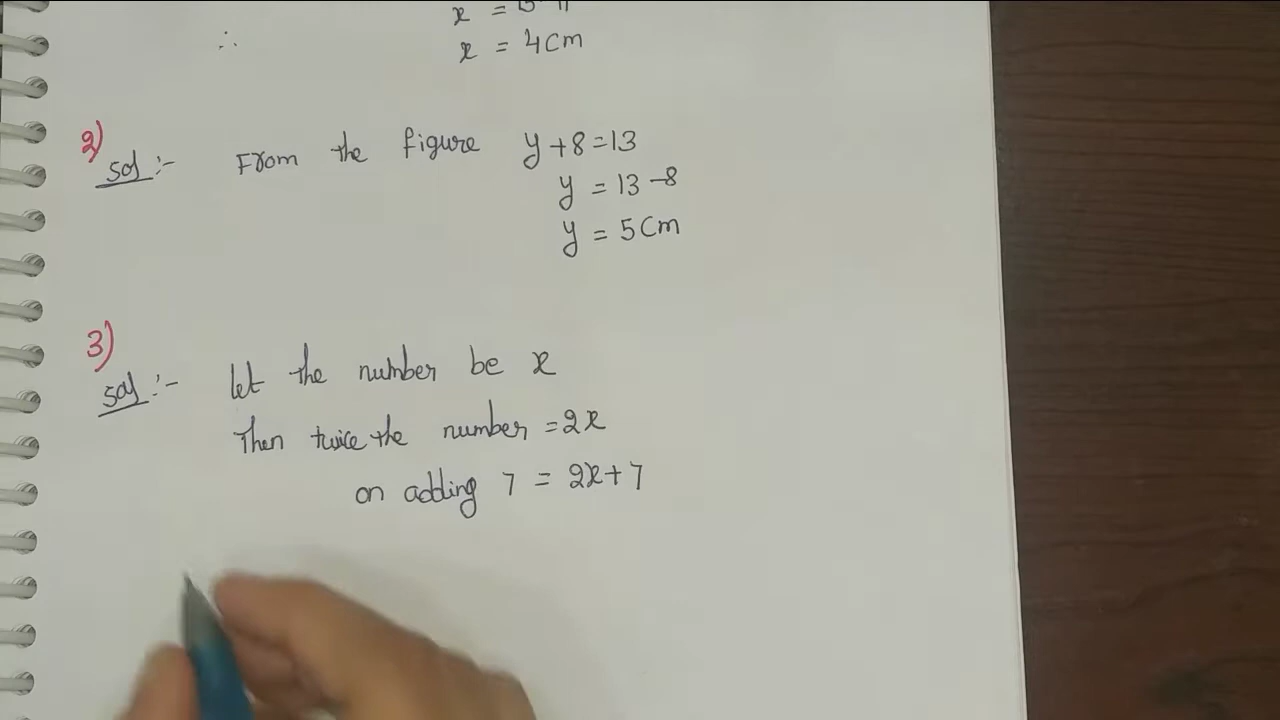 x =
∴ x = 4cm
2)
Sol :- From the figure y+8=13
y = 13-8
y = 5cm
3)
Sol :- Let the number be x
Then twice the number = 2x
on adding 7 = 2x+7